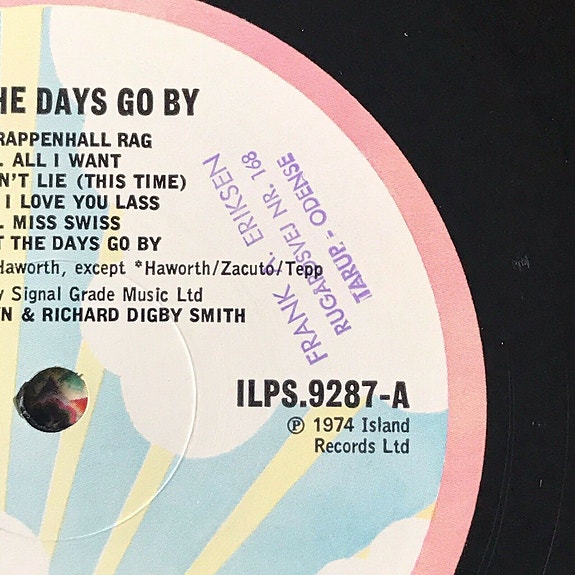 HE DAYS GO BY
RAPPENHALL RAG
. ALL I WANT
N'T LIE (THIS TIME)
I LOVE YOU LASS
. MISS SWISS
T THE DAYS GO BY
Haworth, except *Haworth/Zacuto/Tepp
y Signal Grade Music Ltd
N & RICHARD DIGBY SMITH
FRANK ERIKSEN
RUGÅRDSVEJ NR. 168
TARUP - ODENSE
ILPS.9287-A
℗ 1974 Island
Records Ltd